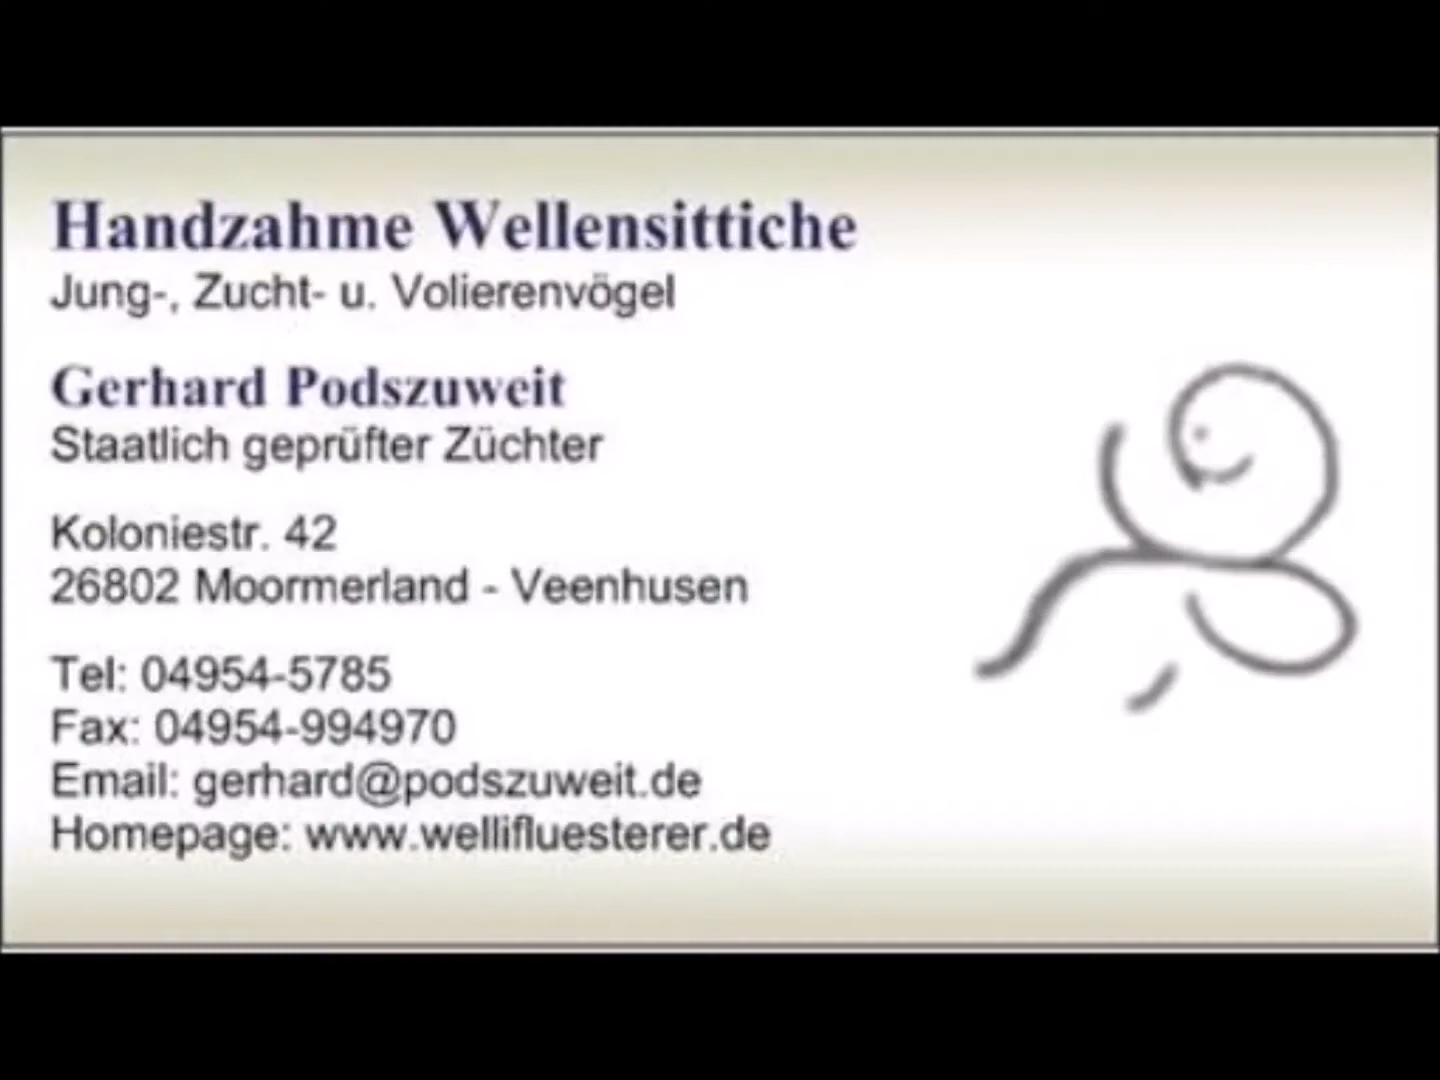 Handzahme Wellensittiche
Jung-, Zucht- u. Volierenvögel
Gerhard Podszuweit
Staatlich geprüfter Züchter
Koloniestr. 42
26802 Moormerland - Veenhusen
Tel: 04954-5785
Fax: 04954-994970
Email: gerhard@podszuweit.de
Homepage: www.wellifluesterer.de